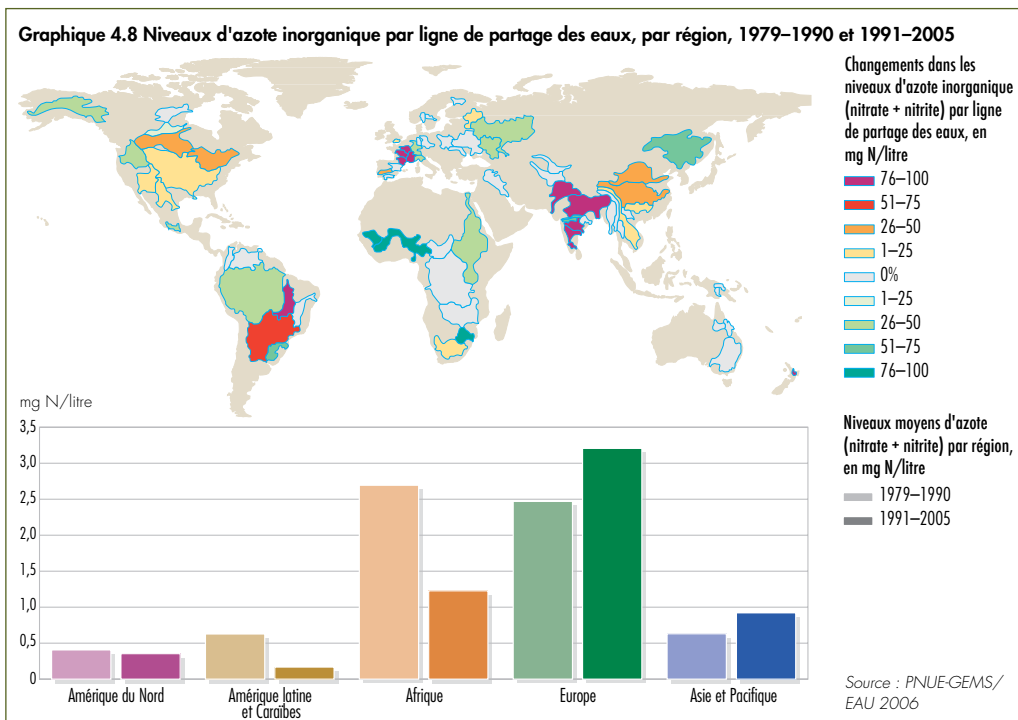 Graphique 4.8 Niveaux d'azote inorganique par ligne de partage des eaux, par région, 1979–1990 et 1991–2005
Changements dans les
niveaux d'azote inorganique
(nitrate + nitrite) par ligne
de partage des eaux, en
mg N/litre
76–100
51–75
26–50
1–25
0%
1–25
26–50
51–75
76–100
mg N/litre
3,5
3,0
2,5
2,0
1,5
1,0
0,5
0
Amérique du Nord
Amérique latine
et Caraïbes
Afrique
Europe
Asie et Pacifique
Niveaux moyens d'azote
(nitrate + nitrite) par région,
en mg N/litre
1979–1990
1991–2005
Source : PNUE-GEMS/
EAU 2006